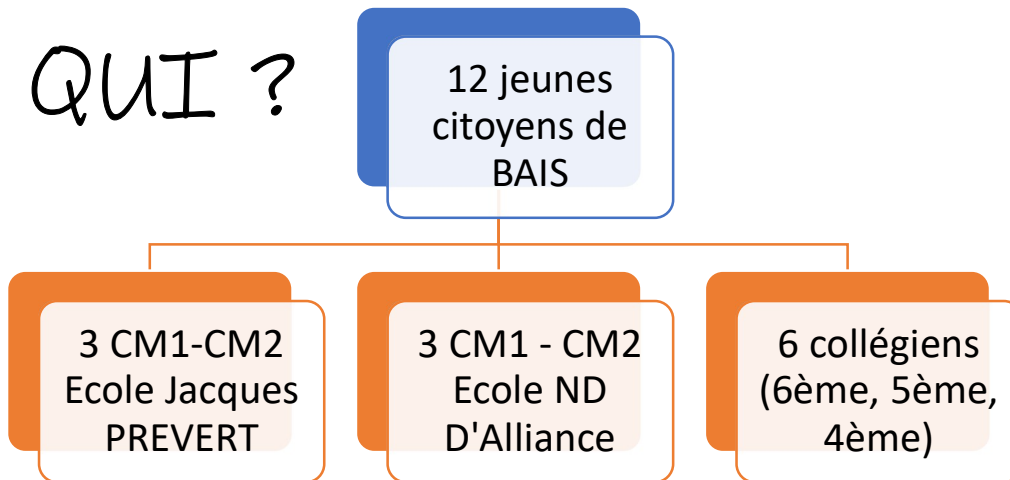 QUI ?
12 jeunes
citoyens de
BAIS
3 CM1-CM2
Ecole Jacques
PREVERT
3 CM1 - CM2
Ecole ND
D'Alliance
6 collégiens
(6ème, 5ème,
4ème)